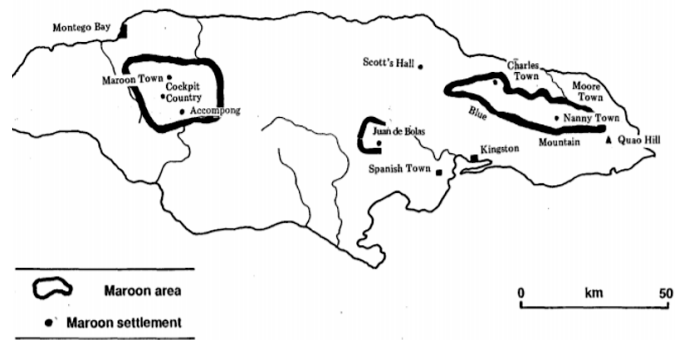 Montego Bay
Scott's Hall
Charles
Town
Maroon Town
Cockpit
Country
Accompong
Moore
Town
Blue
Nanny Town
Juan de Bolas
Mountain
Quao Hill
Kingston
Spanish Town
Maroon area
Maroon settlement
0 km 50